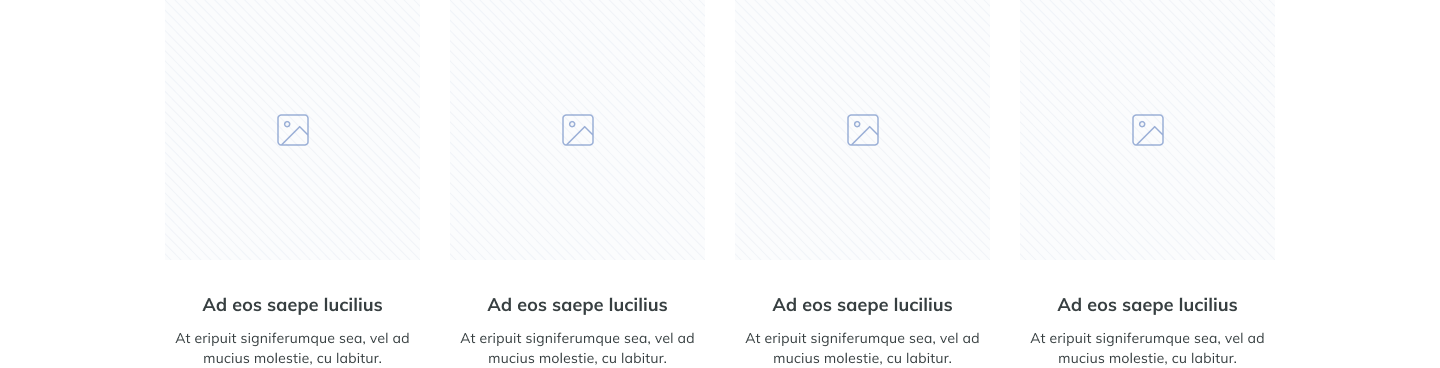 Ad eos saepe lucilius
At eripuit signiferumque sea, vel ad
mucius molestie, cu labitur.
Ad eos saepe lucilius
At eripuit signiferumque sea, vel ad
mucius molestie, cu labitur.
Ad eos saepe lucilius
At eripuit signiferumque sea, vel ad
mucius molestie, cu labitur.
Ad eos saepe lucilius
At eripuit signiferumque sea, vel ad
mucius molestie, cu labitur.